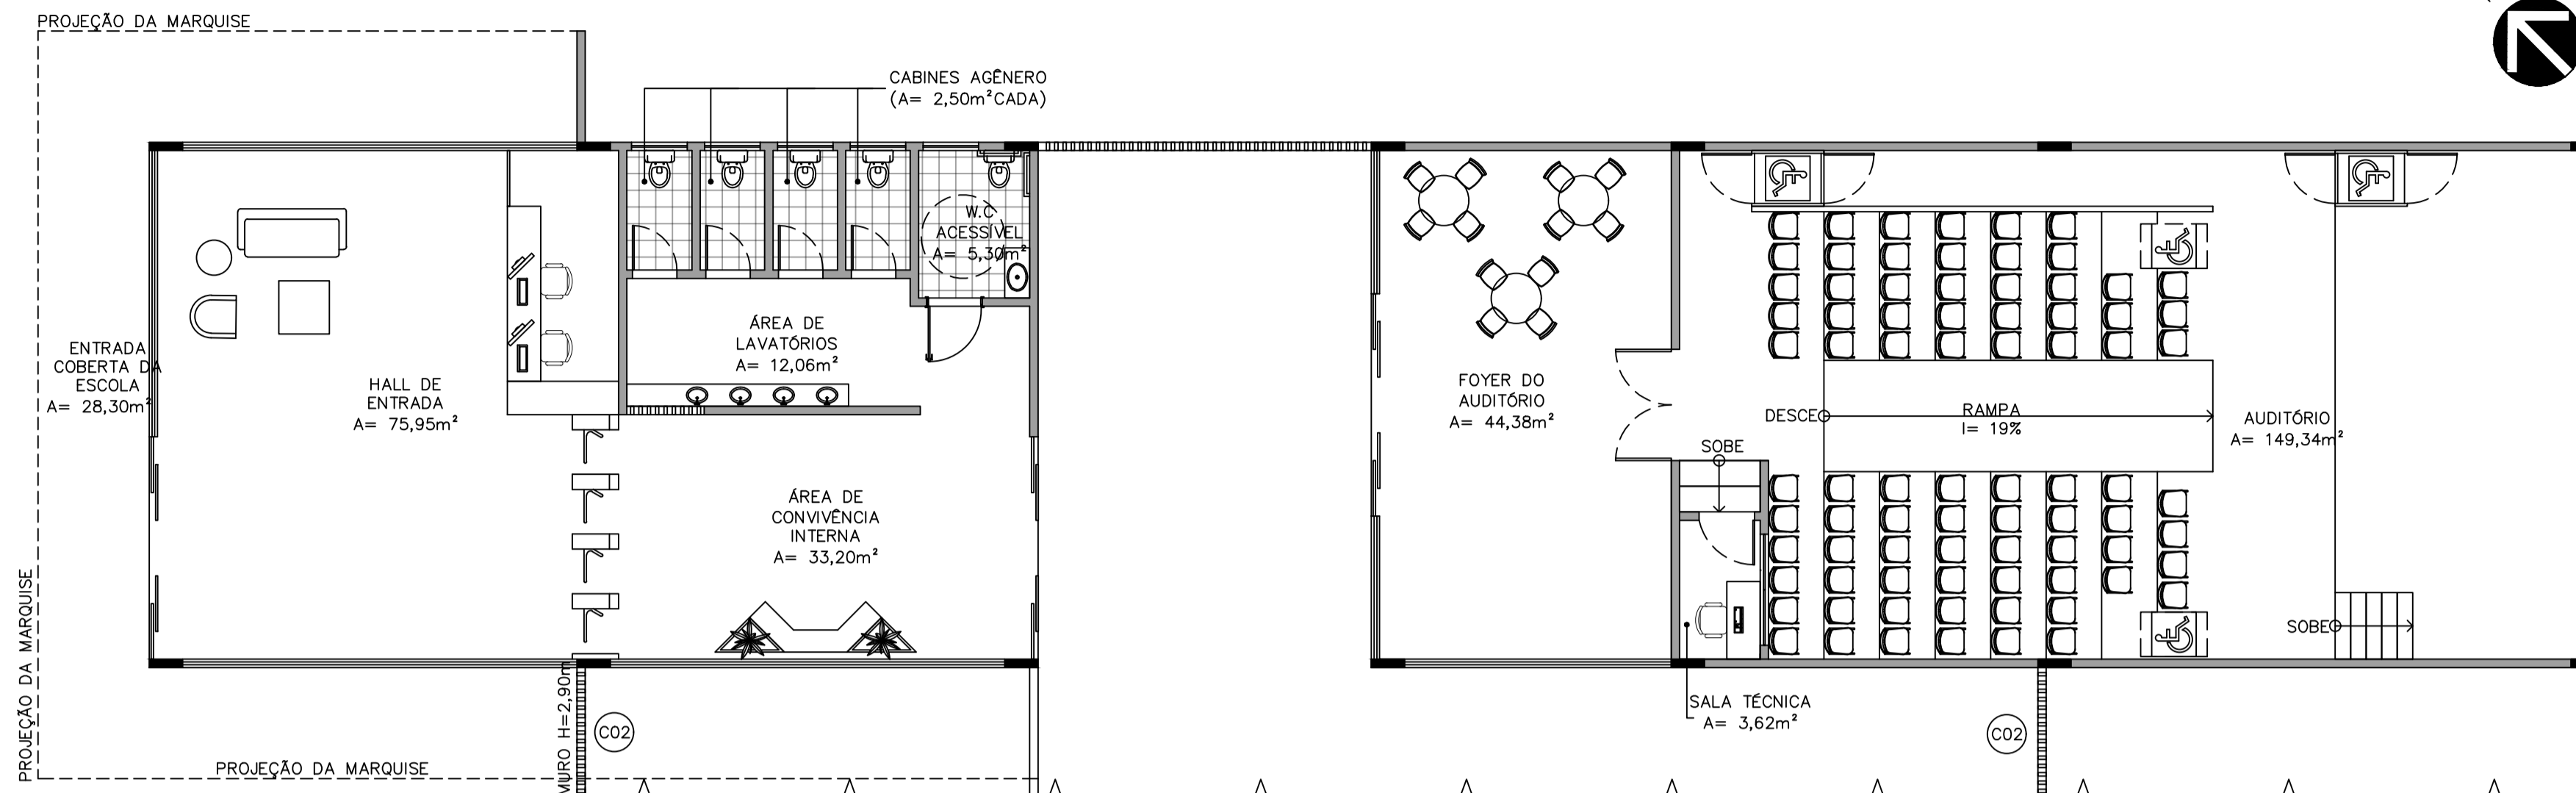 PROJEÇÃO DA MARQUISE
CABINES AGÊNERO
(A= 2,50m²CADA)
W.C
ACESSÍVEL
A= 5,30m²
ÁREA DE
LAVATÓRIOS
A= 12,06m²
ENTRADA
COBERTA DA
ESCOLA
A= 28,30m²
HALL DE
ENTRADA
A= 75,95m²
ÁREA DE
CONVIVÊNCIA
INTERNA
A= 33,20m²
FOYER DO
AUDITÓRIO
A= 44,38m²
SOBE
DESCE
RAMPA
I= 19%
AUDITÓRIO
A= 149,34m²
SOBE
SALA TÉCNICA
A= 3,62m²
PROJEÇÃO DA MARQUISE
PROJEÇÃO DA MARQUISE
MURO H=2,90m
C02
C02